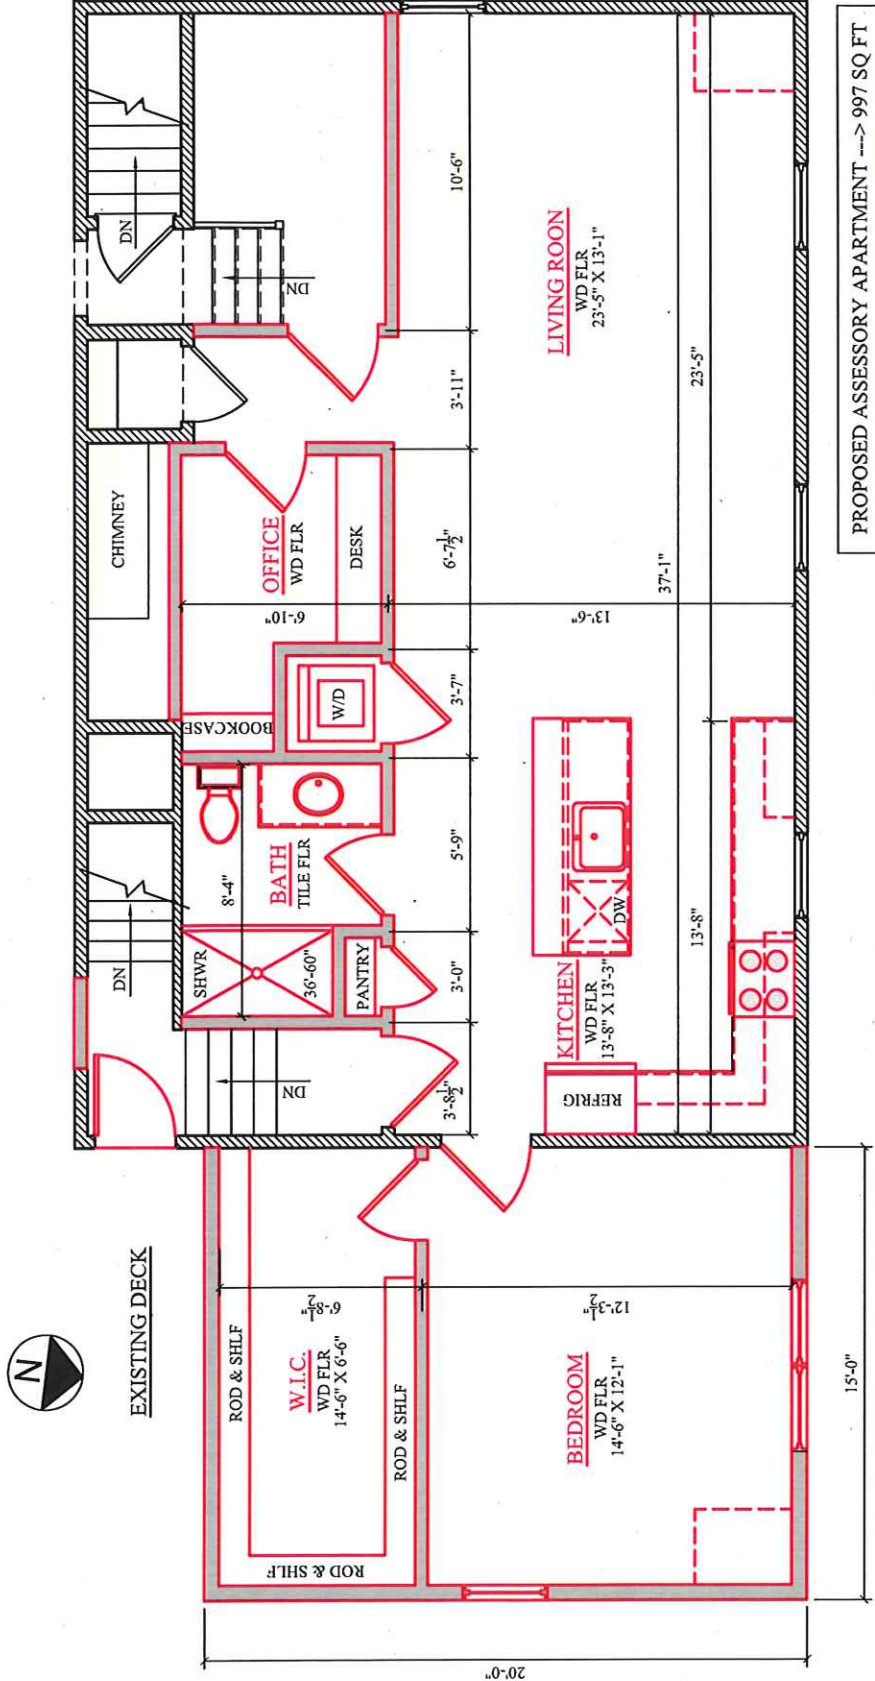 N
EXISTING DECK
DN
DN
CHIMNEY
DN
DN
ROD & SHLF
W.I.C.
WD FLR
14'-6" X 6'-6"
ROD & SHLF
ROD & SHLF
6'-8½"
SHWR
36'-60"
8'-4"
BATH
TILE FLR
PANTRY
BOOKCASE
W/D
OFFICE
WD FLR
DESK
6'-10"
3'-8½"
3'-0"
5'-9"
3'-7"
6'-7½"
3'-11"
10'-6"
BEDROOM
WD FLR
14'-6" X 12'-1"
12'-3½"
KITCHEN
WD FLR
13'-8" X 13'-3"
REFRIG
DW
13'-6"
LIVING ROON
WD FLR
23'-5" X 13'-1"
37'-1"
13'-8"
23'-5"
20'-0"
15'-0"
PROPOSED ASSESSORY APARTMENT ---> 997 SQ FT